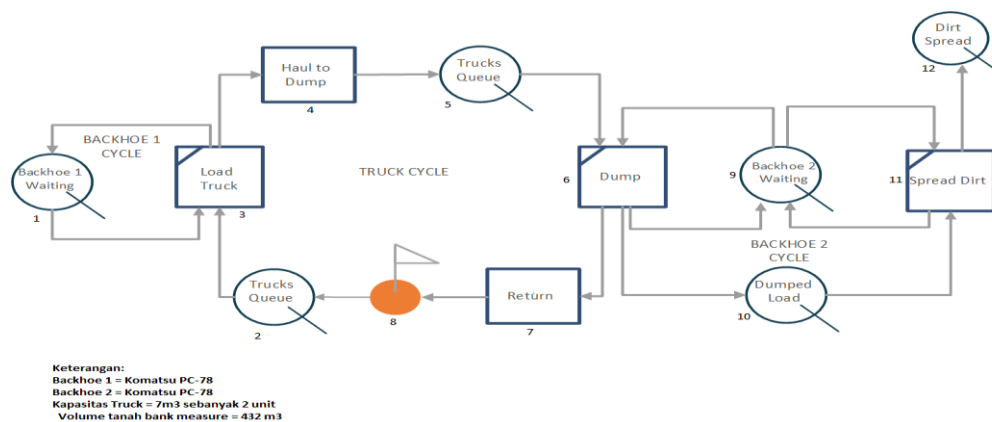 Dirt
Spread
12
Haul to
Dump
4
Trucks
Queue
5
BACKHOE 1
CYCLE
Backhoe 1
Waiting
1
Load
Truck
3
TRUCK CYCLE
6
Dump
9
Backhoe 2
Waiting
11
Spread Dirt
BACKHOE 2
CYCLE
Trucks
Queue
2
8
Return
7
Dumped
Load
10
Keterangan:
Backhoe 1 = Komatsu PC-78
Backhoe 2 = Komatsu PC-78
Kapasitas Truck = 7m3 sebanyak 2 unit
Volume tanah bank measure = 432 m3